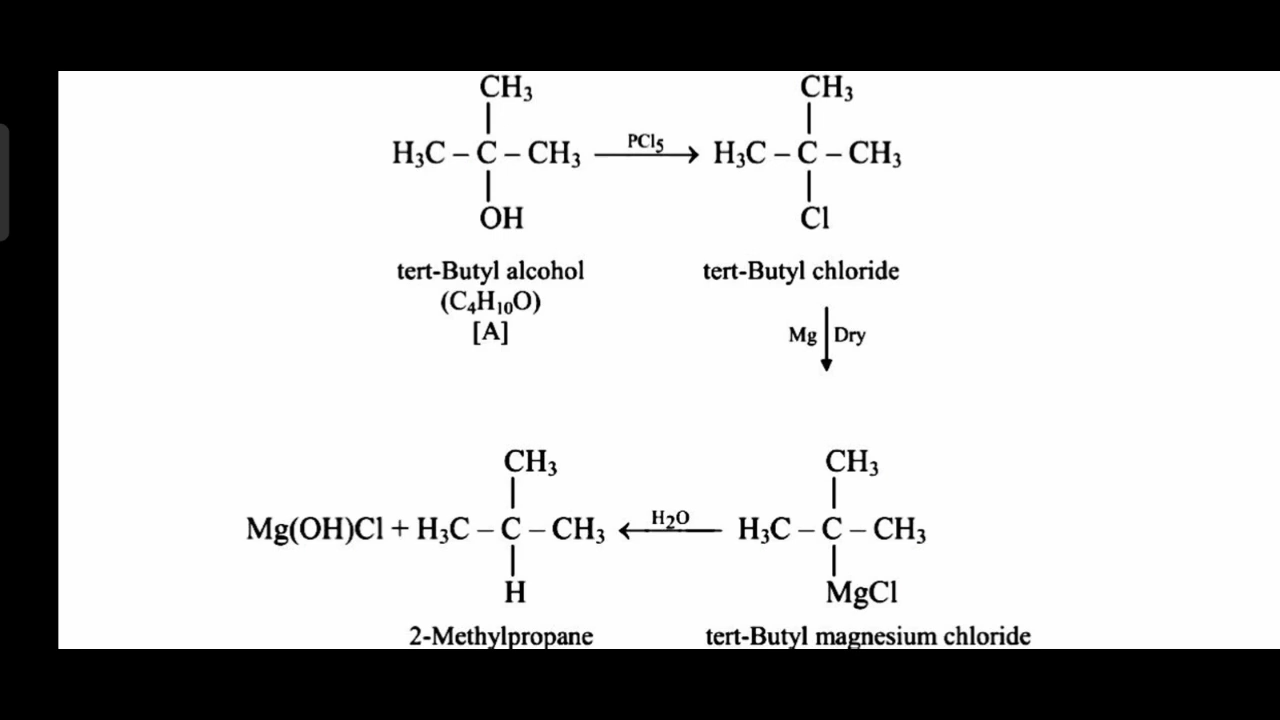 CH₃ CH₃
H₃C – C – CH₃ PCl₅ → H₃C – C – CH₃
OH Cl
tert-Butyl alcohol tert-Butyl chloride
(C₄H₁₀O)
[A] Mg Dry
CH₃ CH₃
Mg(OH)Cl + H₃C – C – CH₃ ← H₂O H₃C – C – CH₃
H MgCl
2-Methylpropane tert-Butyl magnesium chloride